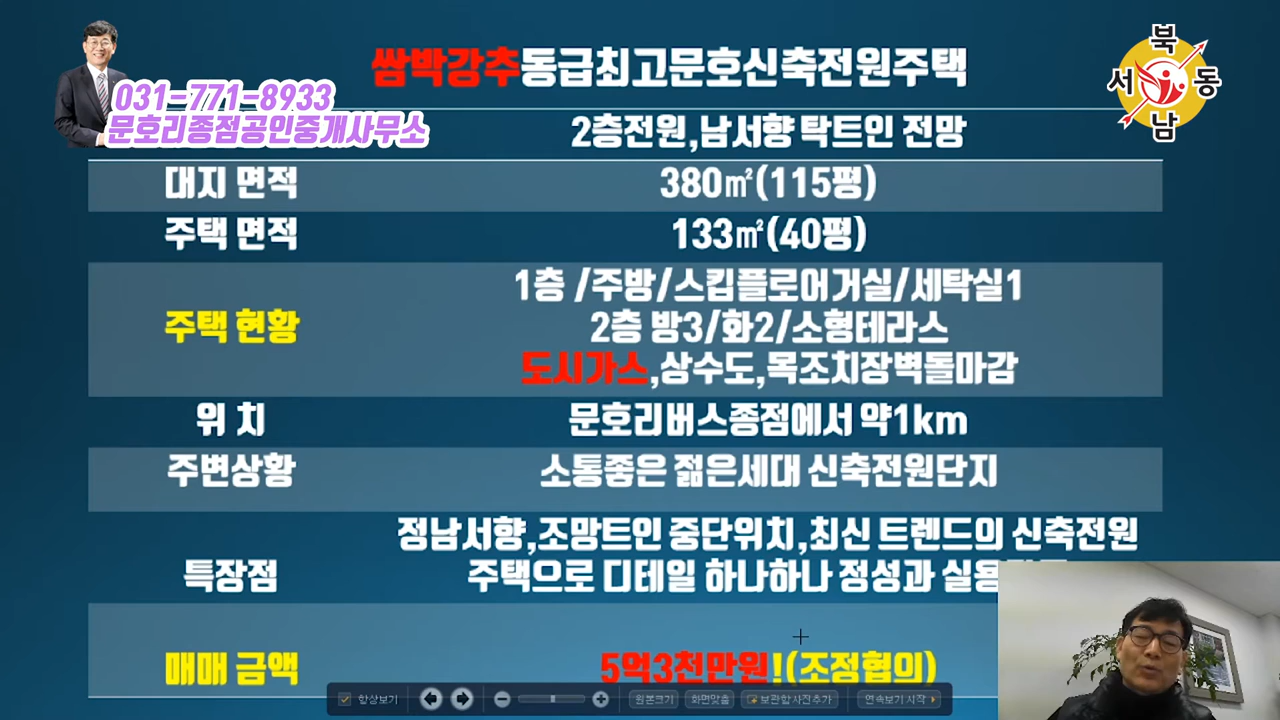 쌈박강추동급최고문호신축전원주택
031-771-8933
문호리종점공인중개사무소
북
서 동
남
2층전원,남서향 탁트인 전망
대지 면적 380㎡(115평)
주택 면적 133㎡(40평)
주택 현황
1층 /주방/스킵플로어거실/세탁실1
2층 방3/화2/소형테라스
도시가스,상수도,목조치장벽돌마감
위 치 문호리버스종점에서 약1km
주변상황 소통좋은 젊은세대 신축전원단지
특장점
정남서향,조망트인 중단위치,최신 트렌드의 신축전원
주택으로 디테일 하나하나 정성과
매매 금액 5억3천만원!(조정협의)
항상보기 원본크기 화면맞춤 보관함 사진추가 연속보기 시작